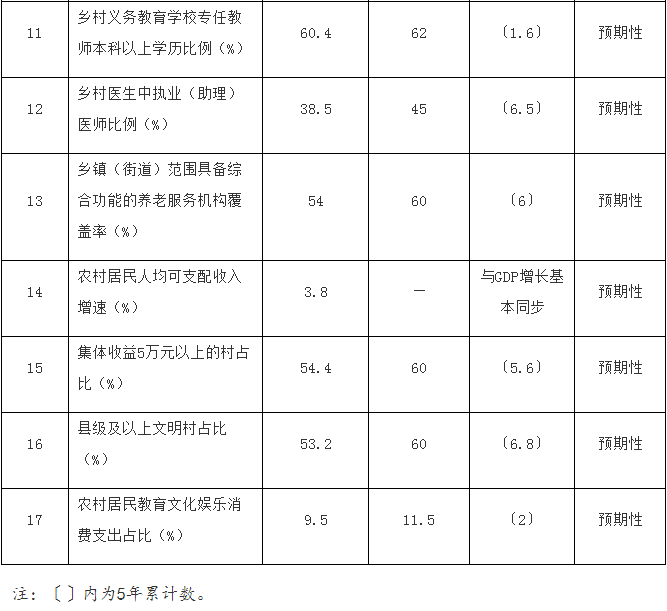 乡村义务教育学校专任教
11 60.4 62 〔1.6〕 预期性
师本科以上学历比例（%）
乡村医生中执业（助理）
12 38.5 45 〔6.5〕 预期性
医师比例（%）
乡镇（街道）范围具备综
13 合功能的养老服务机构覆 54 60 〔6〕 预期性
盖率（%）
农村居民人均可支配收入 与GDP增长基
14 3.8 — 预期性
增速（%） 本同步
集体收益5万元以上的村占
15 54.4 60 〔5.6〕 预期性
比（%）
县级及以上文明村占比
16 53.2 60 〔6.8〕 预期性
（%）
农村居民教育文化娱乐消
17 9.5 11.5 〔2〕 预期性
费支出占比（%）
注：〔 〕内为5年累计数。